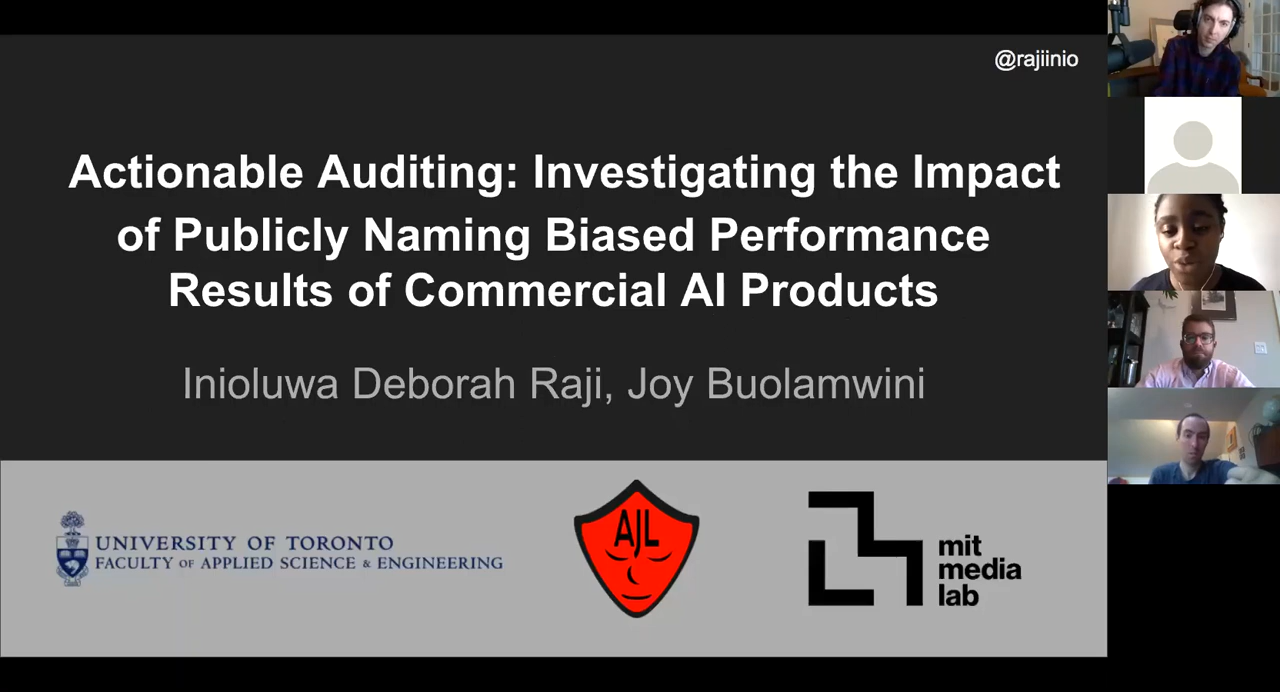 @rajiinio
Actionable Auditing: Investigating the Impact
of Publicly Naming Biased Performance
Results of Commercial AI Products
Inioluwa Deborah Raji, Joy Buolamwini
UNIVERSITY OF TORONTO
FACULTY OF APPLIED SCIENCE & ENGINEERING
AJL
mit
media
lab